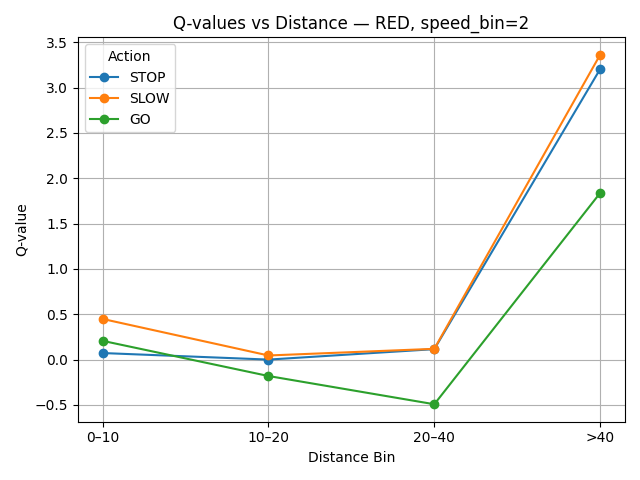 Q-values vs Distance — RED, speed_bin=2
Action
STOP
SLOW
GO
Q-value
3.5
3.0
2.5
2.0
1.5
1.0
0.5
0.0
−0.5
0–10
10–20
20–40
>40
Distance Bin